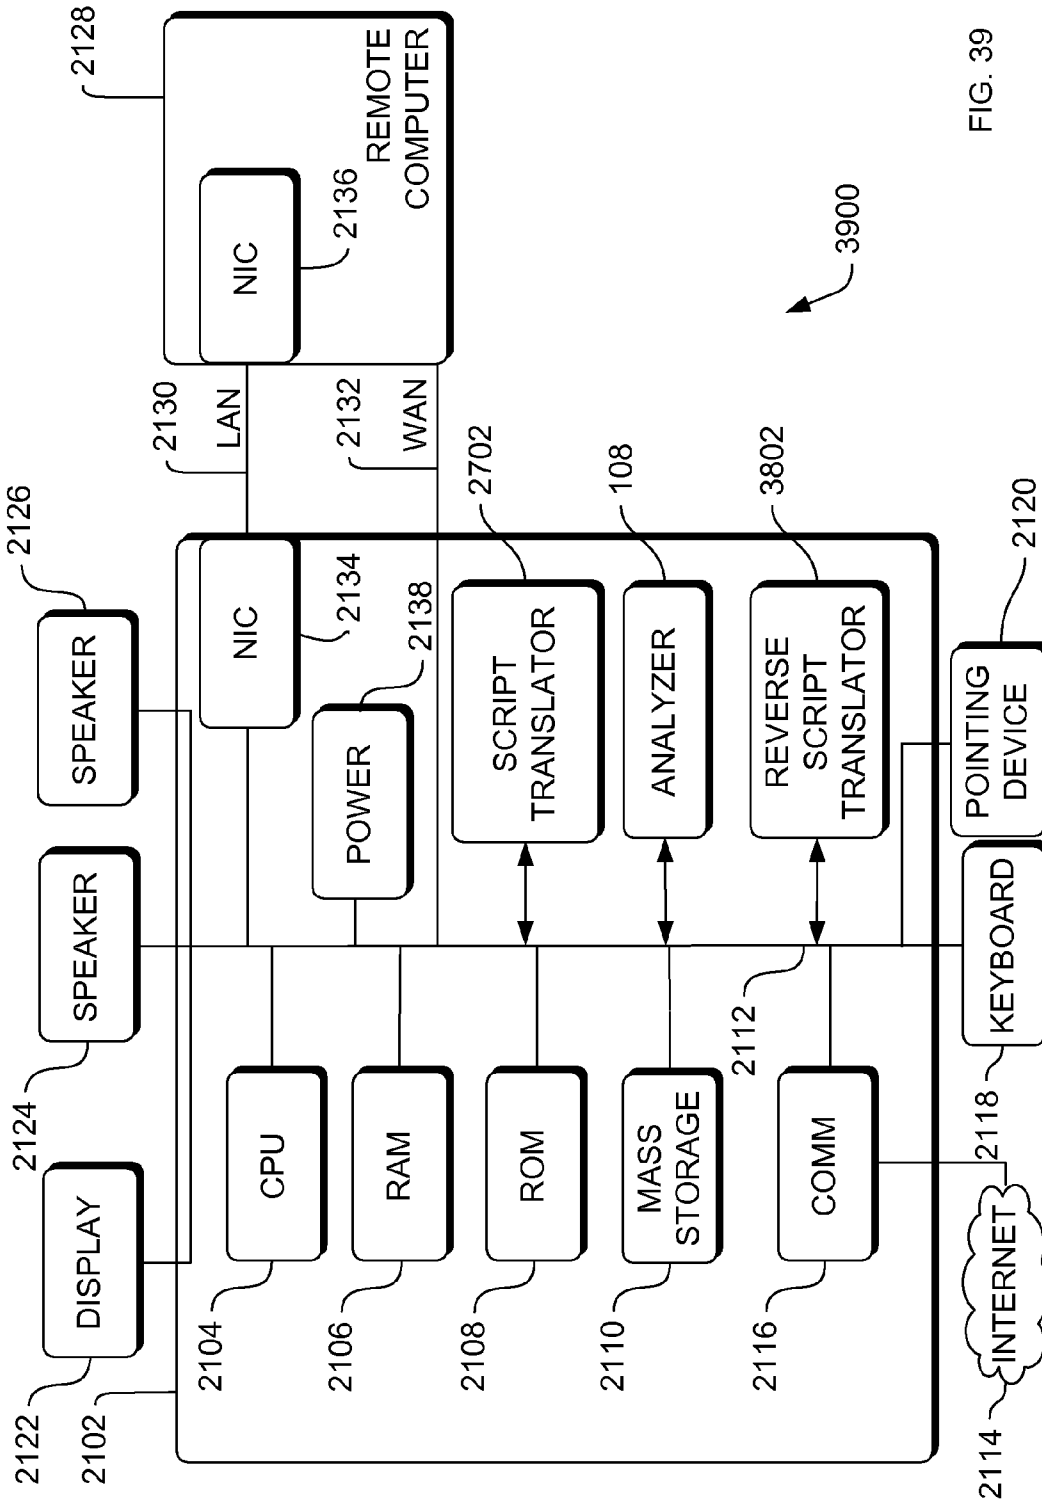 2122
DISPLAY
2124
SPEAKER
SPEAKER
2126
2128
2102
2104
CPU
NIC
2134
2130
LAN
NIC
2136
REMOTE
COMPUTER
2106
RAM
POWER
2138
2132
WAN
2108
ROM
SCRIPT
TRANSLATOR
2702
2110
MASS
STORAGE
ANALYZER
108
2116
COMM
2112
REVERSE
SCRIPT
TRANSLATOR
3802
3900
2114
INTERNET
2118
KEYBOARD
POINTING
DEVICE
2120
FIG. 39